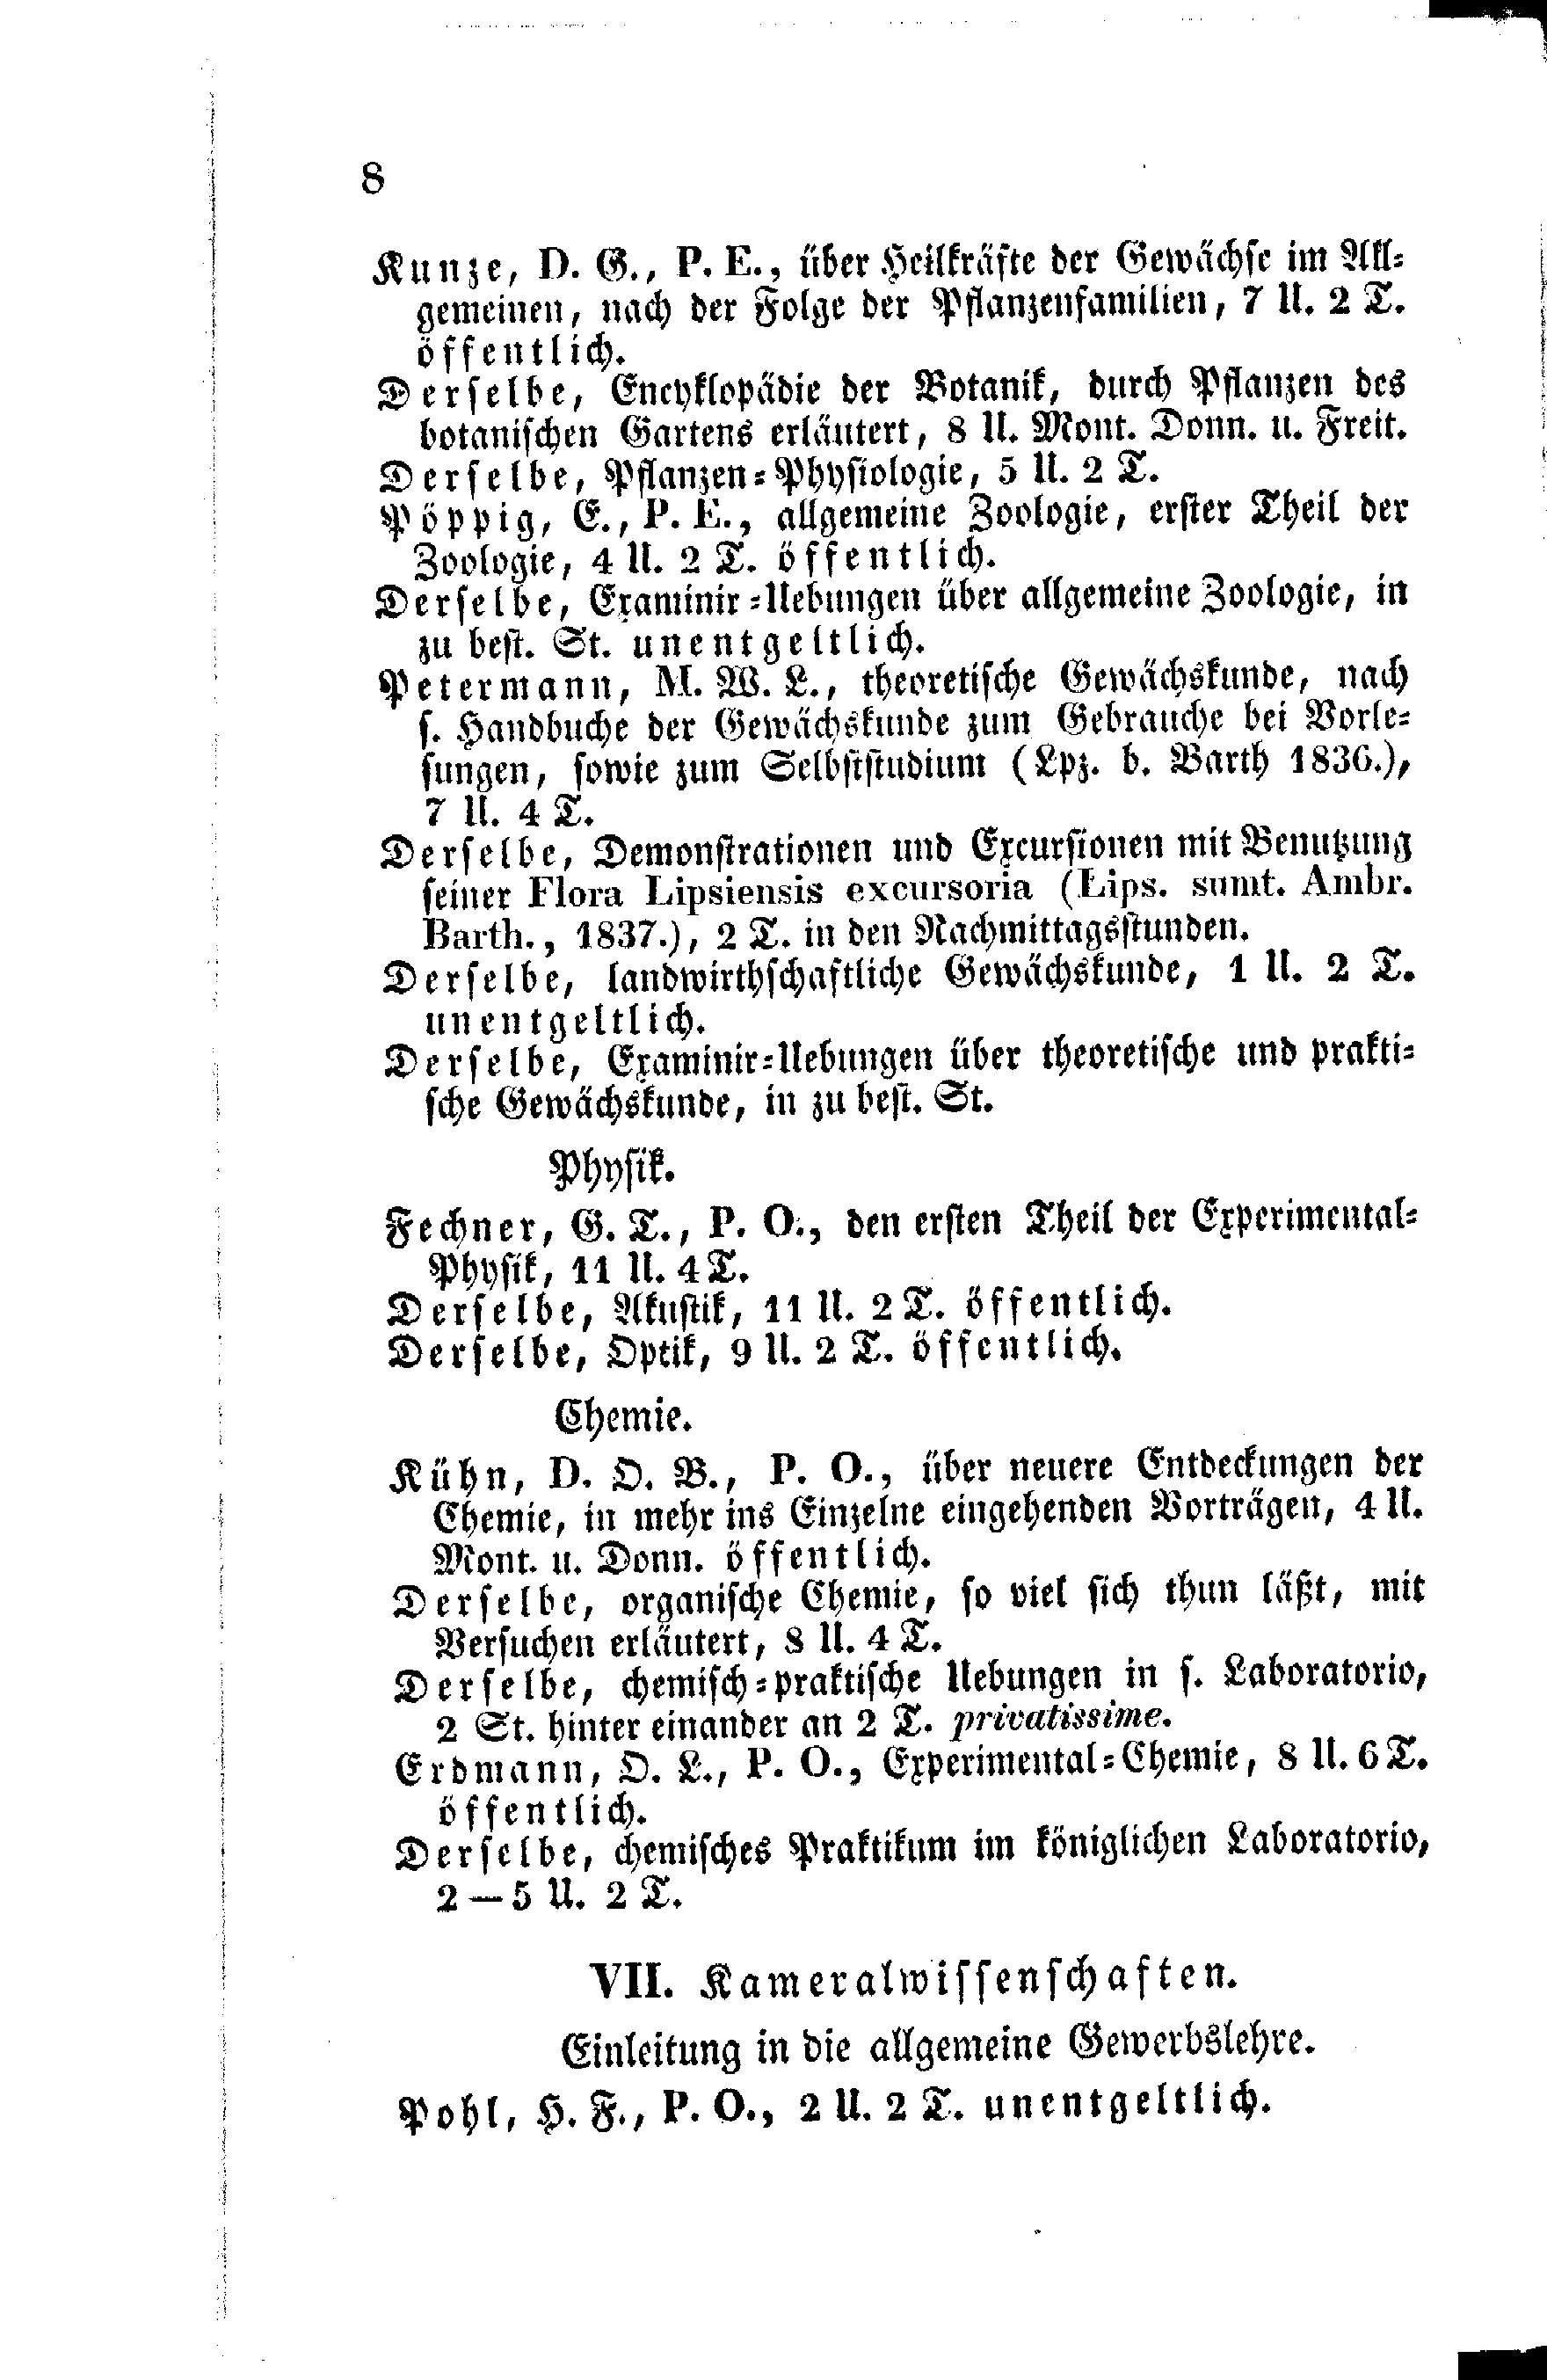 8
Kunze, D. G., P. E., über Heilkräfte der Gewächse im All-
gemeinen, nach der Folge der Pflanzenfamilien, 7 U. 2 T.
öffentlich.
Derselbe, Encyklopädie der Botanik, durch Pflanzen des
botanischen Gartens erläutert, 8 U. Mont. Donn. u. Freit.
Derselbe, Pflanzen-Physiologie, 5 U. 2 T.
Pöppig, E., P. E., allgemeine Zoologie, erster Theil der
Zoologie, 4 U. 2 T. öffentlich.
Derselbe, Examinir-Uebungen über allgemeine Zoologie, in
zu best. St. unentgeltlich.
Petermann, M. W. L., theoretische Gewächskunde, nach
s. Handbuche der Gewächskunde zum Gebrauche bei Vorle-
sungen, sowie zum Selbststudium (Lpz. b. Barth 1836.),
7 U. 4 T.
Derselbe, Demonstrationen und Excursionen mit Benutzung
seiner Flora Lipsiensis excursoria (Lips. sumt. Ambr.
Barth., 1837.), 2 T. in den Nachmittagsstunden.
Derselbe, landwirthschaftliche Gewächskunde, 1 U. 2 T.
unentgeltlich.
Derselbe, Examinir-Uebungen über theoretische und prakti-
sche Gewächskunde, in zu best. St.
Physik.
Fechner, G. T., P. O., den ersten Theil der Experimental-
Physik, 11 U. 4 T.
Derselbe, Akustik, 11 U. 2 T. öffentlich.
Derselbe, Optik, 9 U. 2 T. öffentlich.
Chemie.
Kühn, D. O. B., P. O., über neuere Entdeckungen der
Chemie, in mehr ins Einzelne eingehenden Vorträgen, 4 U.
Mont. u. Donn. öffentlich.
Derselbe, organische Chemie, so viel sich thun läßt, mit
Versuchen erläutert, 8 U. 4 T.
Derselbe, chemisch-praktische Uebungen in s. Laboratorio,
2 St. hinter einander an 2 T. privatissime.
Erdmann, O. L., P. O., Experimental-Chemie, 8 U. 6 T.
öffentlich.
Derselbe, chemisches Praktikum im königlichen Laboratorio,
2 — 5 U. 2 T.
VII. Kameralwissenschaften.
Einleitung in die allgemeine Gewerbslehre.
Pohl, H. F., P. O., 2 U. 2 T. unentgeltlich.